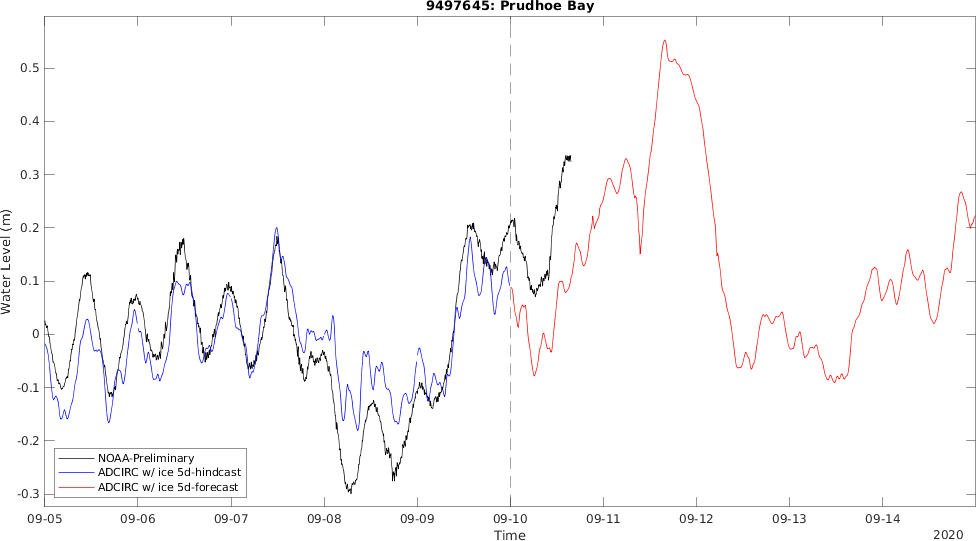 9497645: Prudhoe Bay
Water Level (m)
0.5
0.4
0.3
0.2
0.1
0
-0.1
-0.2
-0.3
NOAA-Preliminary
ADCIRC w/ ice 5d-hindcast
ADCIRC w/ ice 5d-forecast
09-05 09-06 09-07 09-08 09-09 09-10 09-11 09-12 09-13 09-14
Time
2020